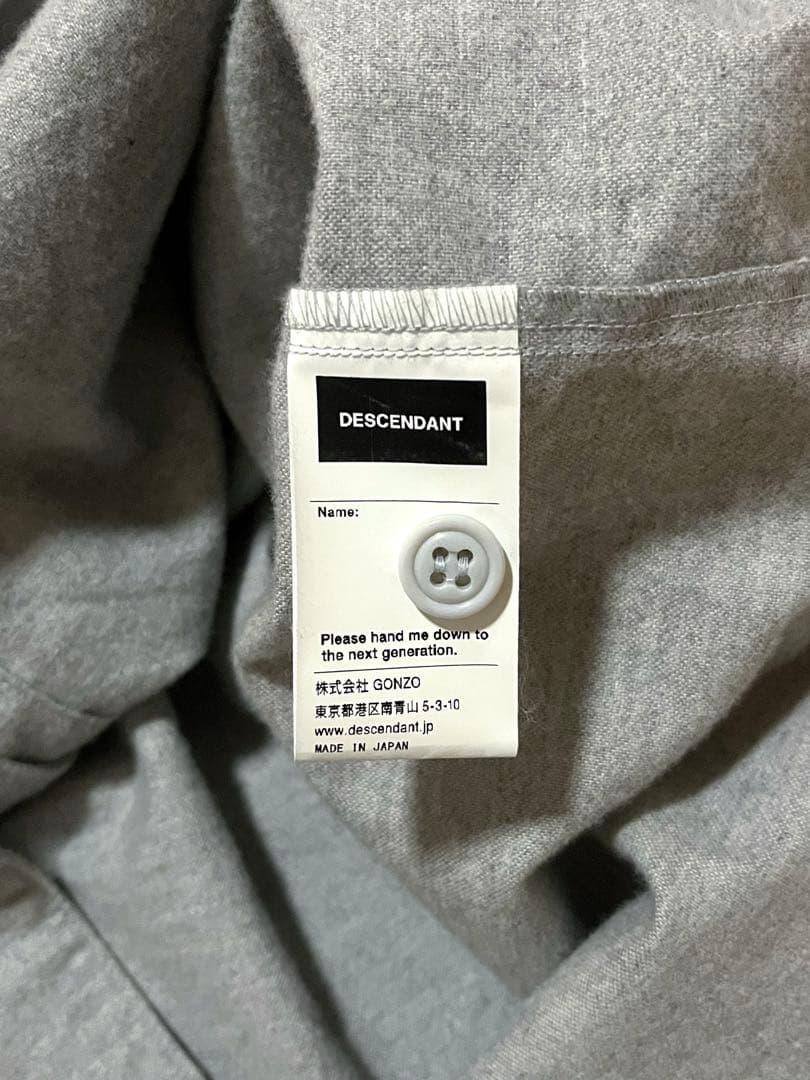 DESCENDANT
Name:
Please hand me down to
the next generation.
株式会社 GONZO
東京都港区南青山 5-3-10
www.descendant.jp
MADE IN JAPAN